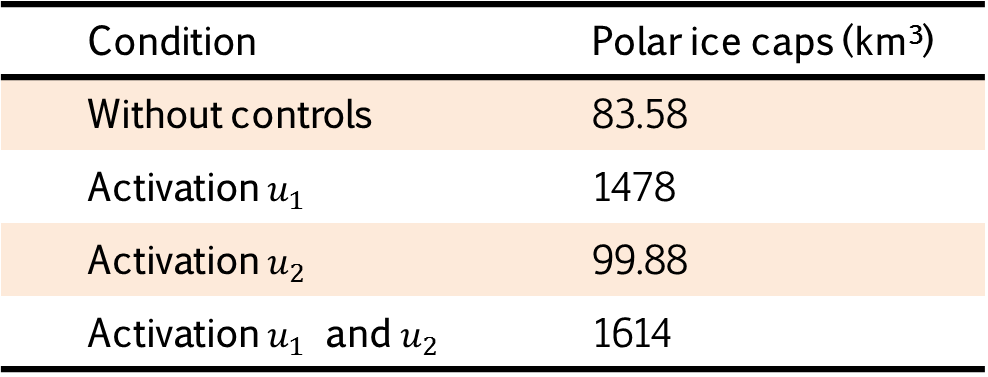 Condition Polar ice caps (km³)
Without controls 83.58
Activation u₁ 1478
Activation u₂ 99.88
Activation u₁ and u₂ 1614